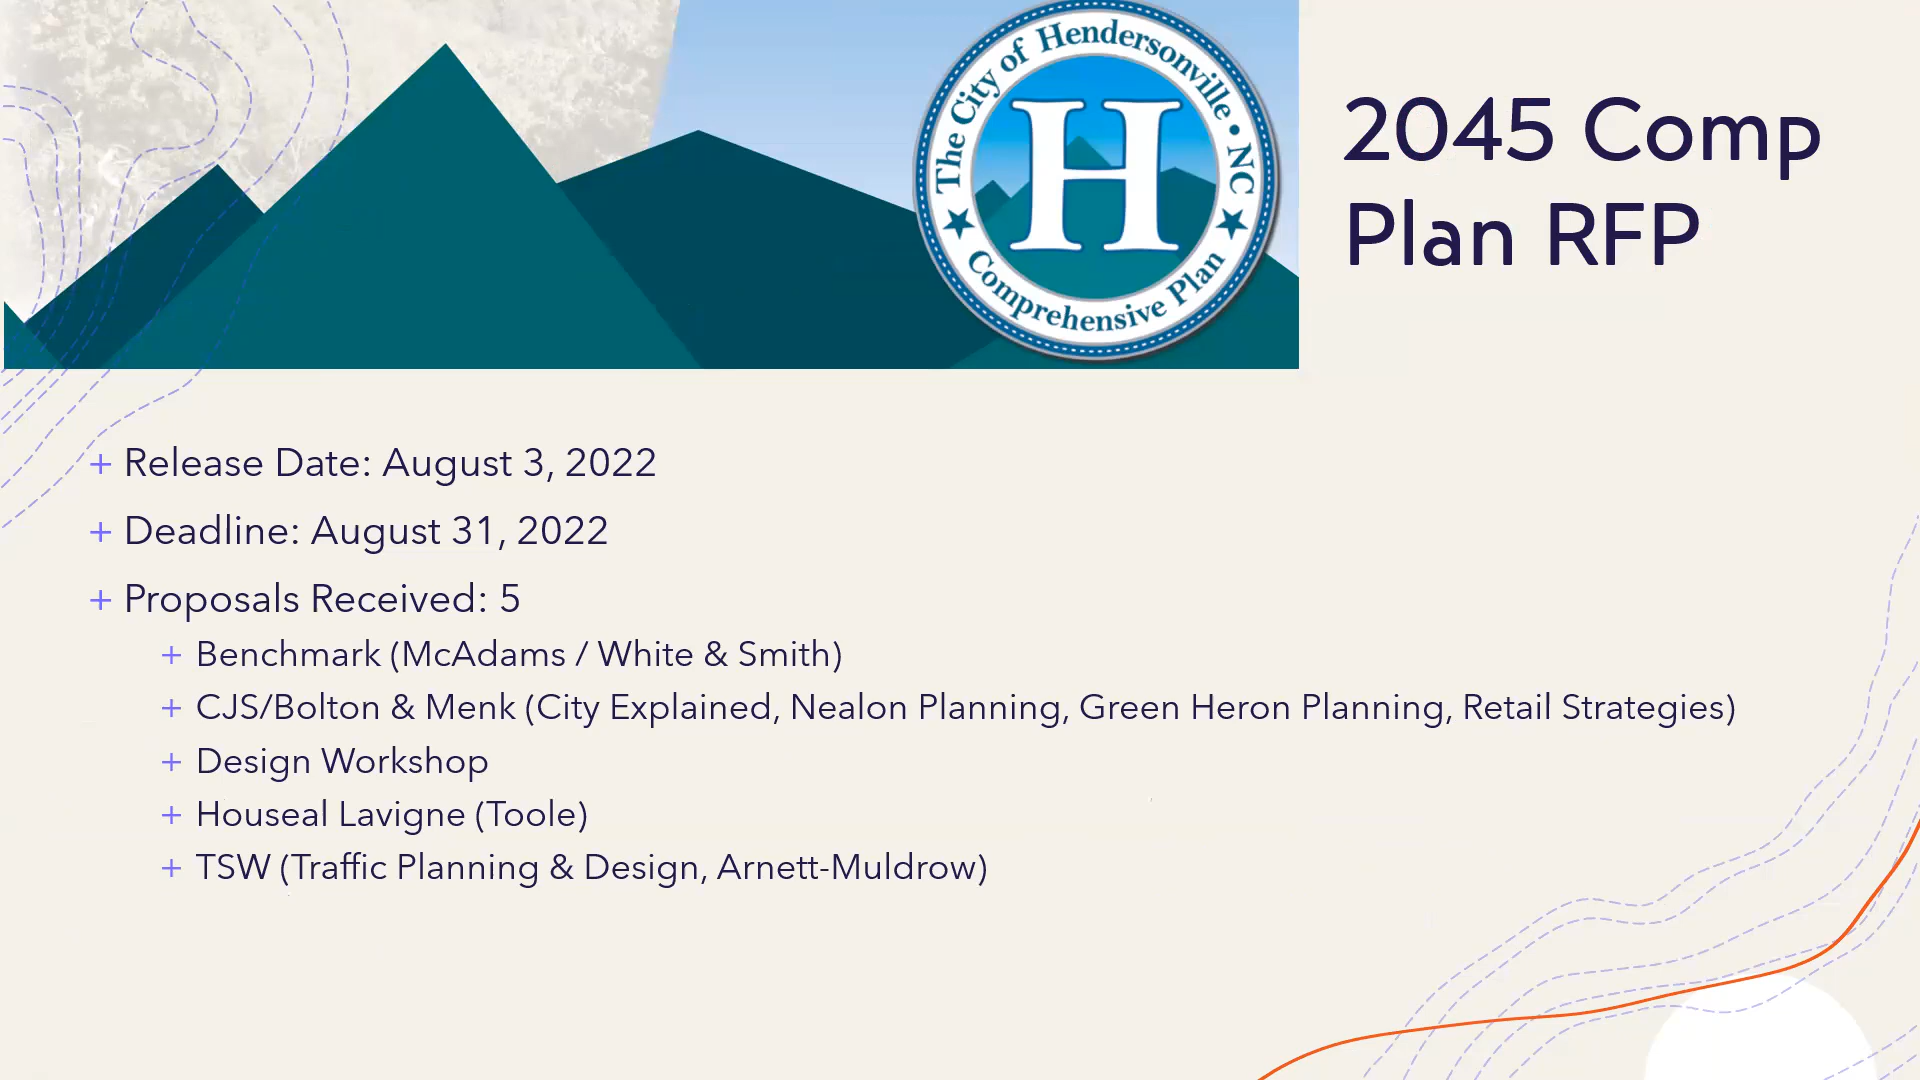 The City of Hendersonville • NC
H
Comprehensive Plan
2045 Comp
Plan RFP
+ Release Date: August 3, 2022
+ Deadline: August 31, 2022
+ Proposals Received: 5
+ Benchmark (McAdams / White & Smith)
+ CJS/Bolton & Menk (City Explained, Nealon Planning, Green Heron Planning, Retail Strategies)
+ Design Workshop
+ Houseal Lavigne (Toole)
+ TSW (Traffic Planning & Design, Arnett-Muldrow)